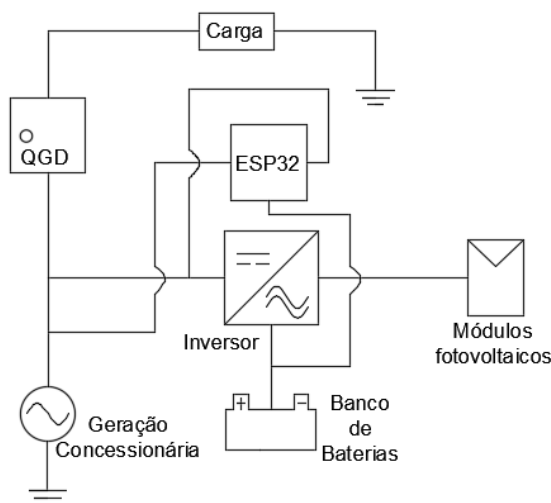 Carga
QGD
ESP32
Inversor
Módulos
fotovoltaicos
Geração
Concessionária
+ −
Banco
de
Baterias